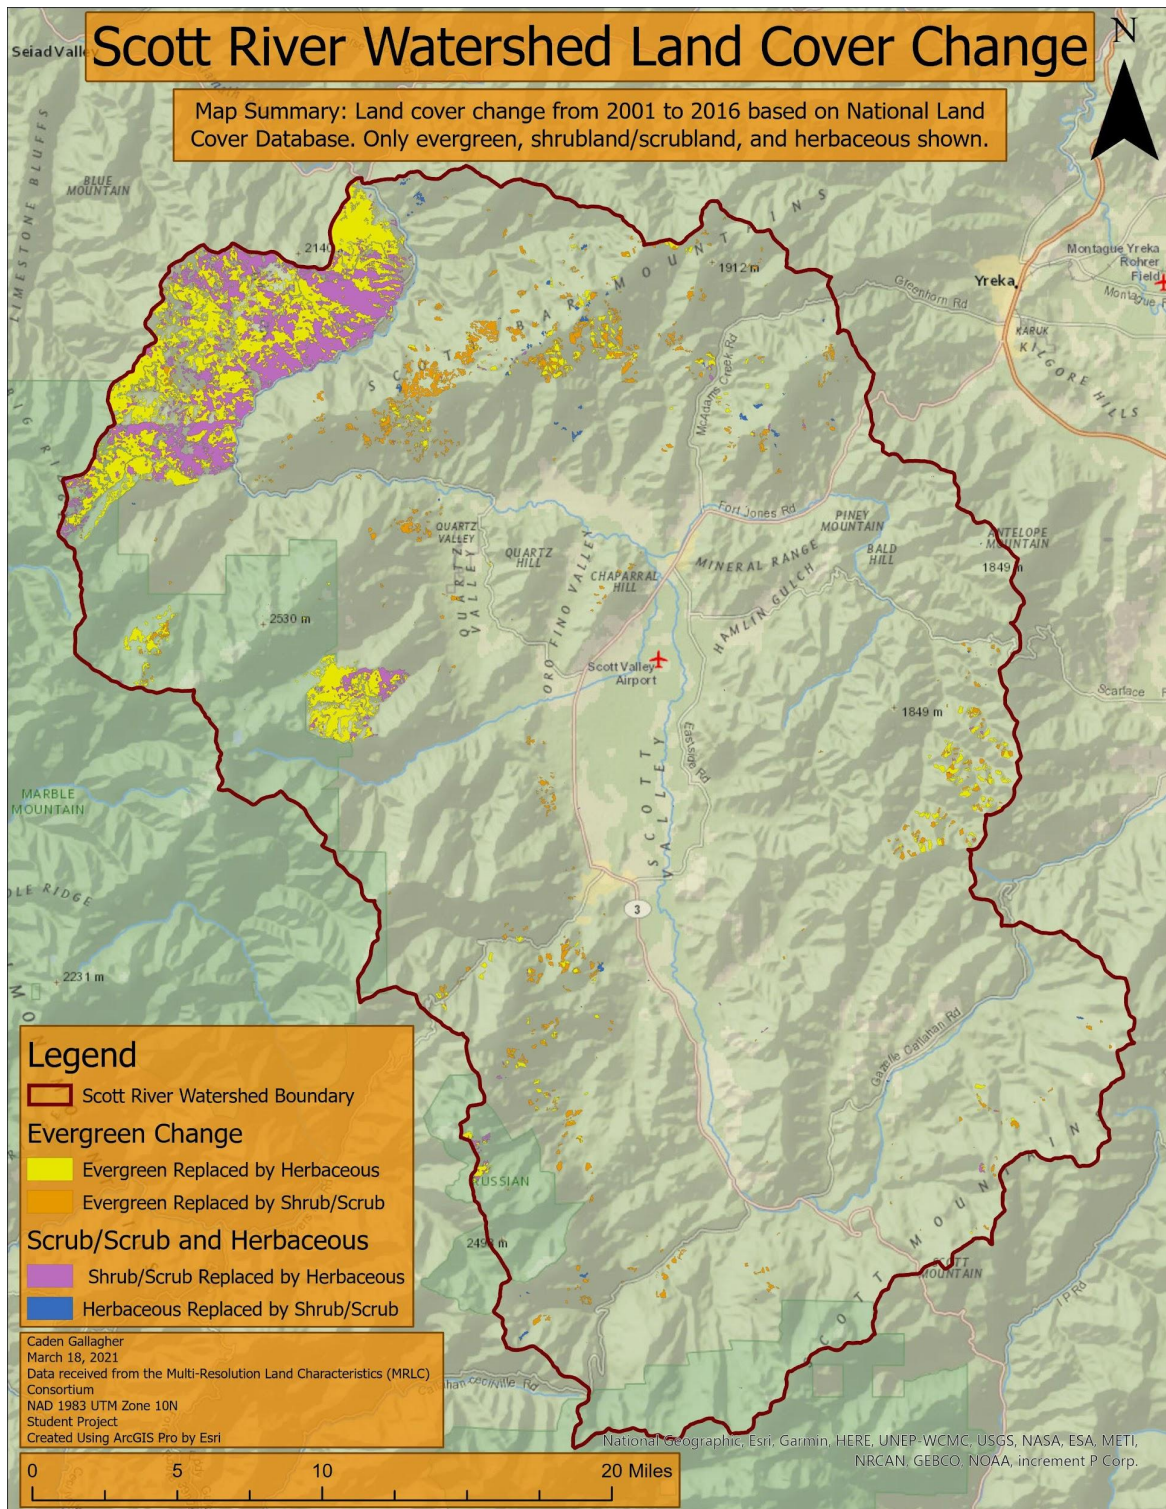 Scott River Watershed Land Cover Change
N
Map Summary: Land cover change from 2001 to 2016 based on National Land
Cover Database. Only evergreen, shrubland/scrubland, and herbaceous shown.
Seiad Valley
BLUE
MOUNTAIN
LIMESTONE BLUFFS
2140
SCOTT BAR MOUNTAINS
1912 m
Montague Yreka
Rohrer
Field
Yreka
Greenhorn Rd
KARUK
KILGORE HILLS
McAdams Creek Rd
Fort Jones Rd
PINEY
MOUNTAIN
BALD
HILL
ANTELOPE
MOUNTAIN
1849 m
QUARTZ
VALLEY
QUARTZ
HILL
QUARTZ
VALLEY
ORO FINO VALLEY
CHAPARRAL
HILL
MINERAL RANGE
HAMLIN GULCH
2530 m
Scott Valley
Airport
Scarface
1849 m
Eastside Rd
SCOTT
VALLEY
MARBLE
MOUNTAIN
3
2231 m
Gazelle Callahan Rd
RUSSIAN
SCOTT MOUNTAIN
SCOTT
MOUNTAIN
I P Rd
Legend
Scott River Watershed Boundary
Evergreen Change
Evergreen Replaced by Herbaceous
Evergreen Replaced by Shrub/Scrub
Scrub/Scrub and Herbaceous
Shrub/Scrub Replaced by Herbaceous
Herbaceous Replaced by Shrub/Scrub
Caden Gallagher
March 18, 2021
Data received from the Multi-Resolution Land Characteristics (MRLC)
Consortium
NAD 1983 UTM Zone 10N
Student Project
Created Using ArcGIS Pro by Esri
National Geographic, Esri, Garmin, HERE, UNEP-WCMC, USGS, NASA, ESA, METI,
NRCAN, GEBCO, NOAA, increment P Corp.
0 5 10 20 Miles